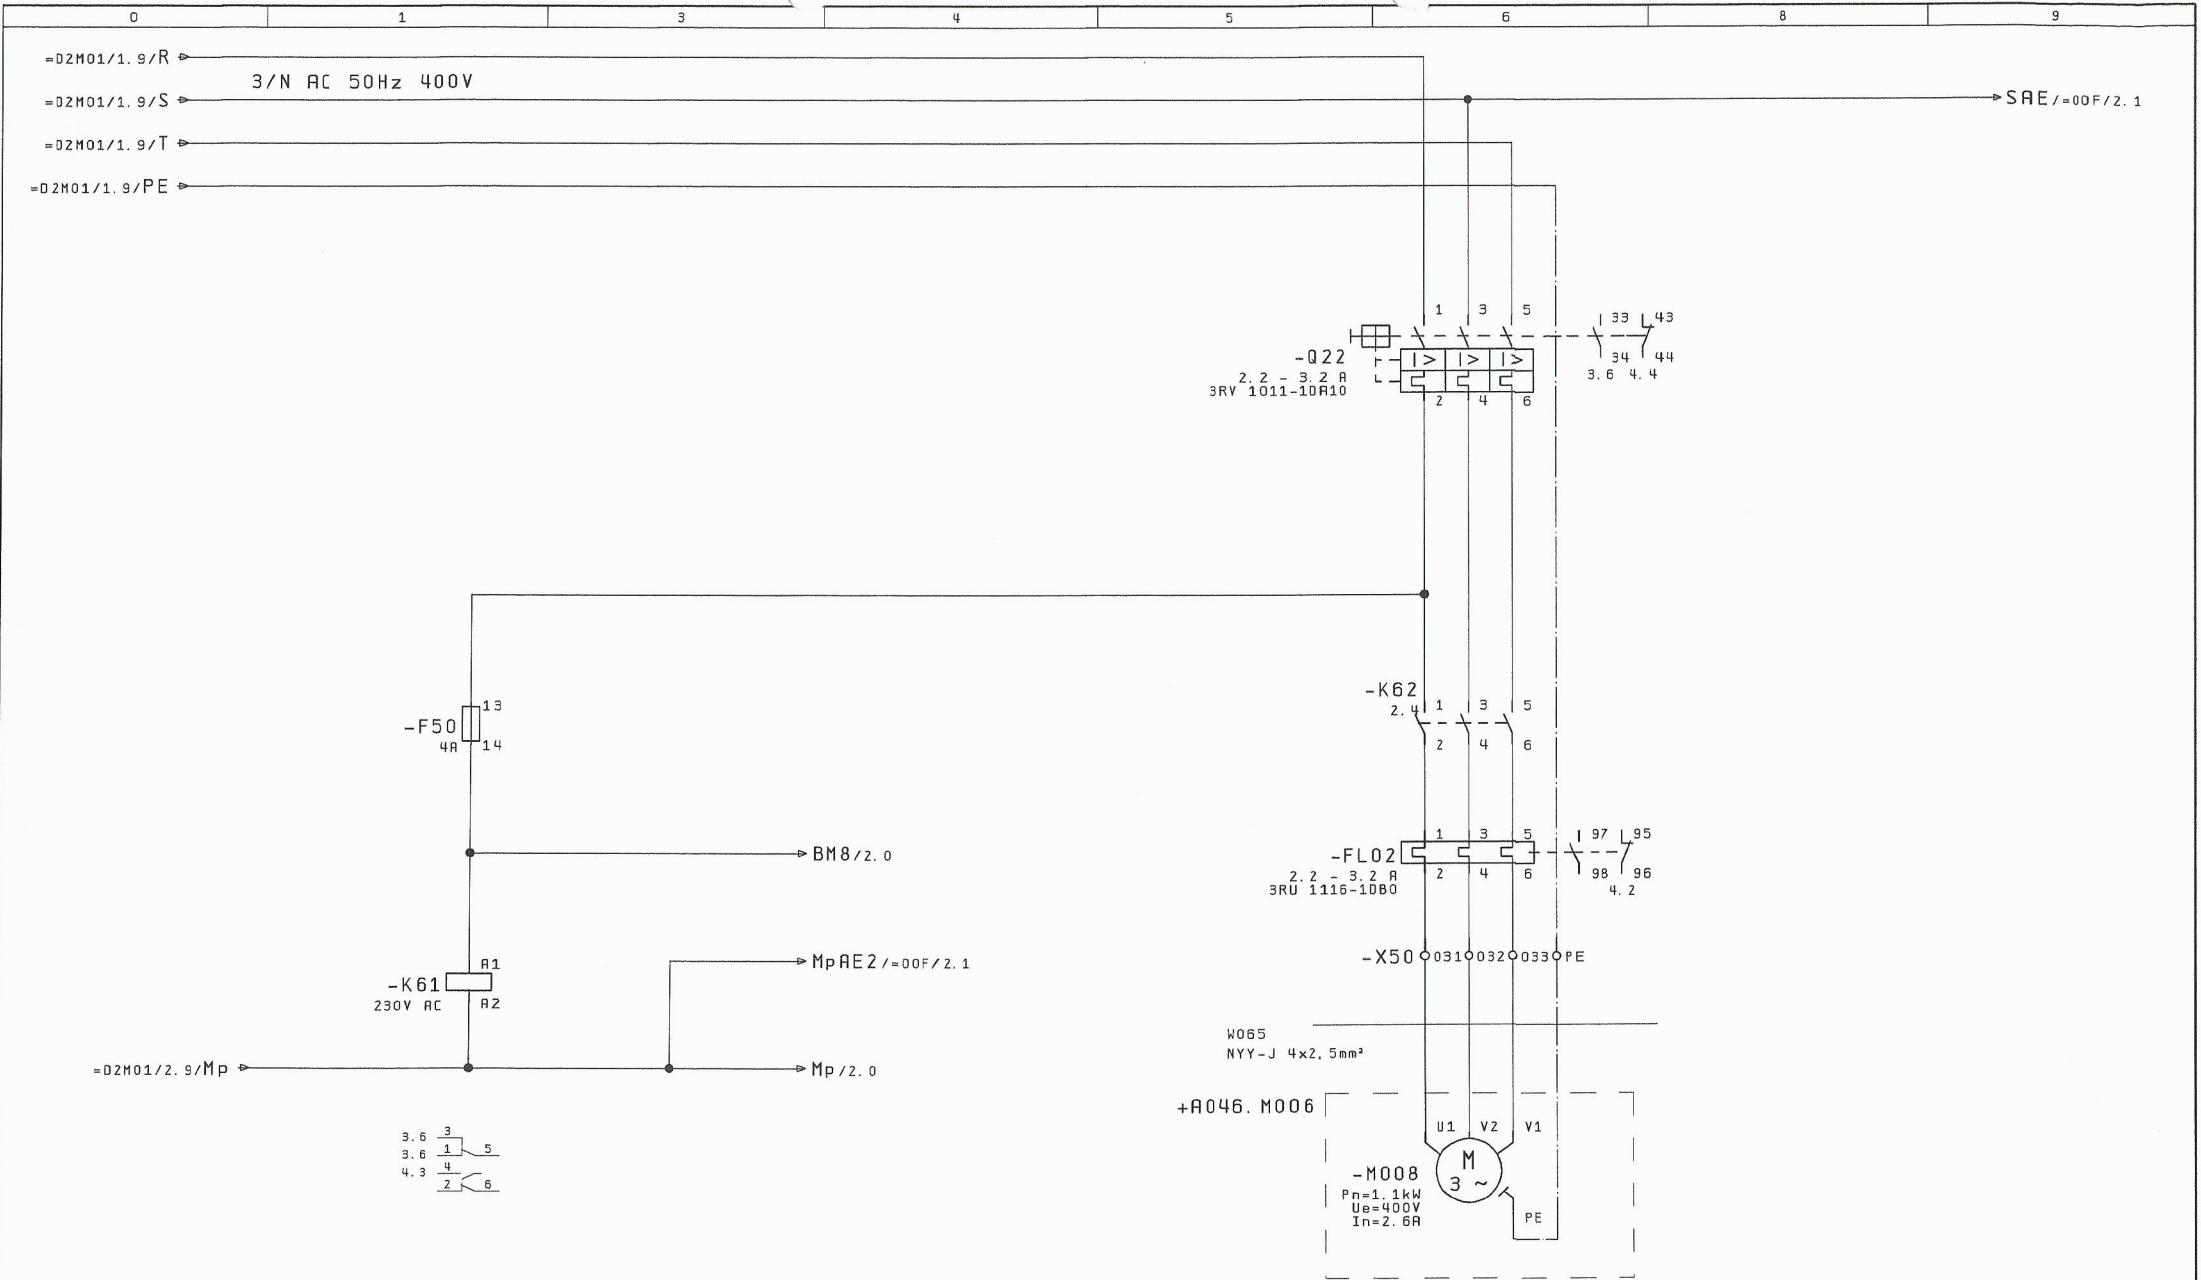 0 1 3 4 5 6 8 9
=D2M01/1.9/R
3/N AC 50Hz 400V
=D2M01/1.9/S
SAE/=00F/2.1
=D2M01/1.9/T
=D2M01/1.9/PE
1 3 5 33 43
-Q22
34 44
2.2 - 3.2 A
3.6 4.4
3RV 1011-1DA10
2 4 6
-K62
2.4 1 3 5
13
-F50
4A 14
2 4 6
1 3 5 97 95
BM8/2.0
-FL02
2.2 - 3.2 A
2 4 6 98 96
3RU 1116-1DB0
4.2
-X50 031 032 033 PE
MpAE2/=00F/2.1
A1
-K61
230V AC A2
W065
NYY-J 4x2,5mm²
=D2M01/2.9/Mp
Mp/2.0
+A046.M006
U1 V2 V1
3.6 3
3.6 1 5
4.3 4
2 6
M
3 ~
-M008
Pn=1.1kW
Ue=400V
In=2.6A
PE